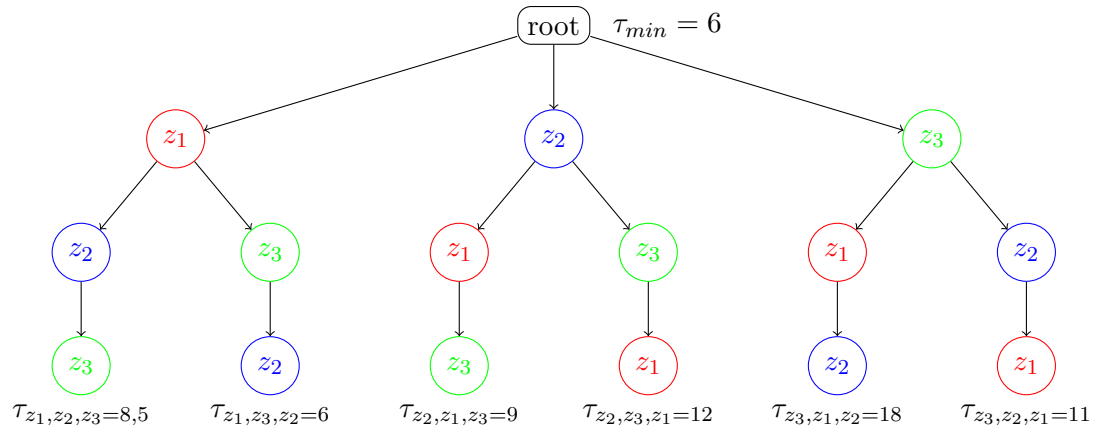 root τ_min = 6
z₁ z₂ z₃
z₂ z₃ z₁ z₃ z₁ z₂
z₃ z₂ z₃ z₁ z₂ z₁
τ_{z₁,z₂,z₃=8,5} τ_{z₁,z₃,z₂=6} τ_{z₂,z₁,z₃=9} τ_{z₂,z₃,z₁=12} τ_{z₃,z₁,z₂=18} τ_{z₃,z₂,z₁=11}